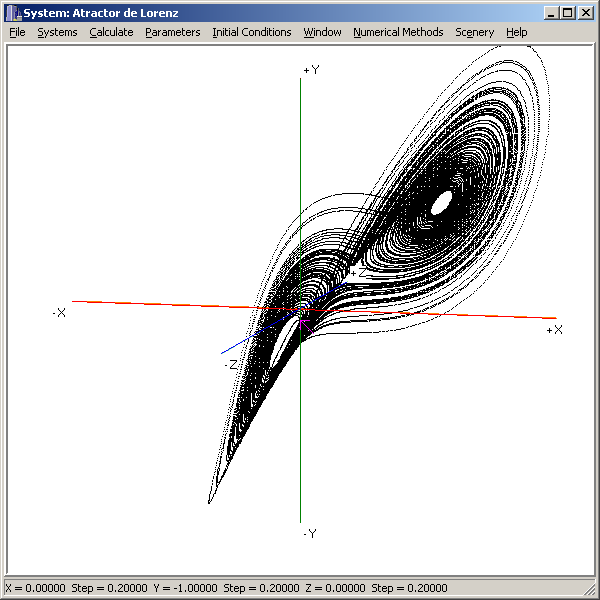 System: Atractor de Lorenz
File Systems Calculate Parameters Initial Conditions Window Numerical Methods Scenery Help
+Y
+Z
-X
+X
-Z
-Y
X = 0.00000 Step = 0.20000 Y = -1.00000 Step = 0.20000 Z = 0.00000 Step = 0.20000